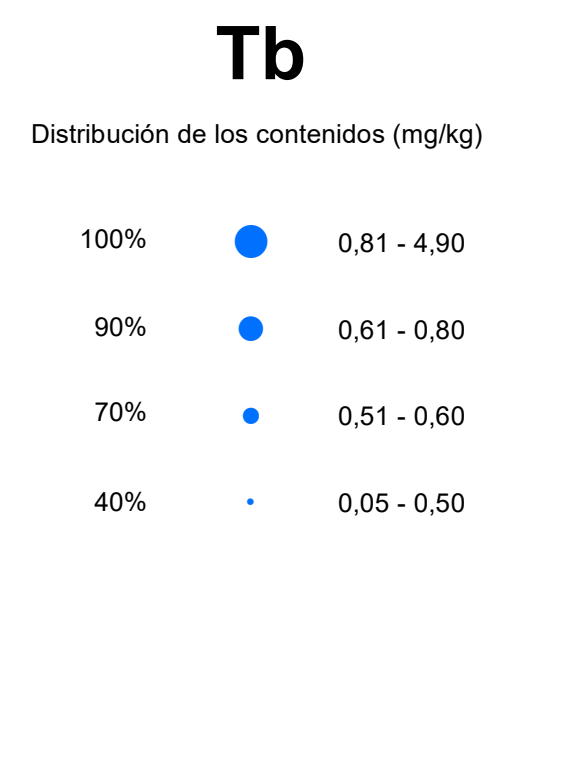 Tb
Distribución de los contenidos (mg/kg)
100% 0,81 - 4,90
90% 0,61 - 0,80
70% 0,51 - 0,60
40% 0,05 - 0,50